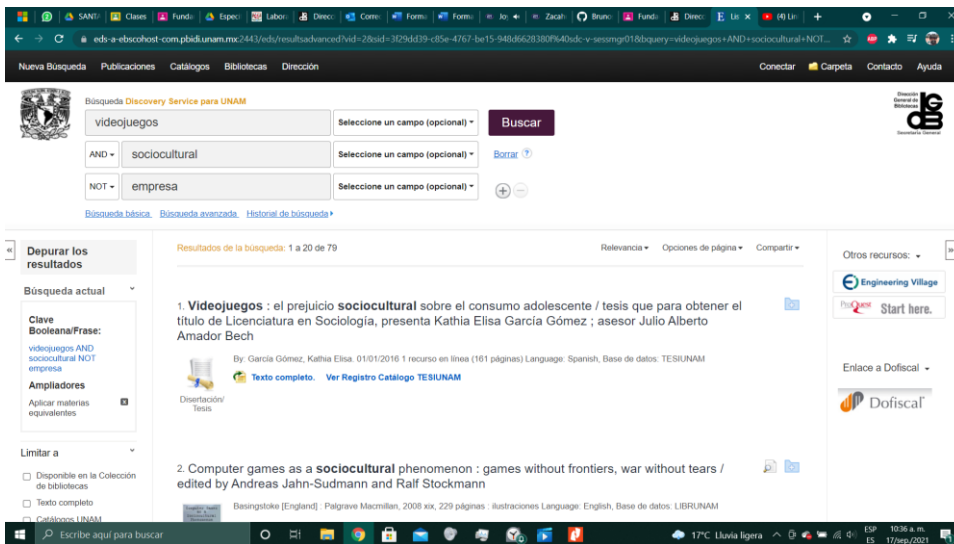 SANT/
Clases
Funda
Especi
Labora
Direcc
Corre
Forma
Forma
Zacah
Bruno
Funda
Direc
Lis
(4) Lin
eds-a-ebscohost-com.pbidi.unam.mx:2443/eds/resultsadvanced?vid=2&sid=3f29dd39-c85e-4767-be15-948d6628380f%40sdc-v-sessmgr01&bquery=videojuegos+AND+sociocultural+NOT...
Nueva Búsqueda Publicaciones Catálogos Bibliotecas Dirección Conectar Carpeta Contacto Ayuda
Búsqueda Discovery Service para UNAM
videojuegos Seleccione un campo (opcional) Buscar
AND sociocultural Seleccione un campo (opcional) Borrar ?
NOT empresa Seleccione un campo (opcional)
Búsqueda básica Búsqueda avanzada Historial de búsqueda
Dirección
General de
Bibliotecas
Secretaría General
Depurar los
resultados
Búsqueda actual
Clave
Booleana/Frase:
videojuegos AND
sociocultural NOT
empresa
Ampliadores
Aplicar materias
equivalentes
Limitar a
Disponible en la Colección
de bibliotecas
Texto completo
Catálogos UNAM
Resultados de la búsqueda: 1 a 20 de 79 Relevancia Opciones de página Compartir
1. Videojuegos : el prejuicio sociocultural sobre el consumo adolescente / tesis que para obtener el
título de Licenciatura en Sociología, presenta Kathia Elisa García Gómez ; asesor Julio Alberto
Amador Bech
By: García Gómez, Kathia Elisa. 01/01/2016 1 recurso en línea (161 páginas) Language: Spanish, Base de datos: TESIUNAM
Texto completo. Ver Registro Catálogo TESIUNAM
Disertación/
Tesis
2. Computer games as a sociocultural phenomenon : games without frontiers, war without tears /
edited by Andreas Jahn-Sudmann and Ralf Stockmann
Basingstoke [England] : Palgrave Macmillan, 2008 xix, 229 páginas : ilustraciones Language: English, Base de datos: LIBRUNAM
Otros recursos:
Engineering Village
ProQuest Start here.
Enlace a Dofiscal
Dofiscal
Escribe aquí para buscar
17°C Lluvia ligera
ESP
ES
10:36 a. m.
17/sep./2021